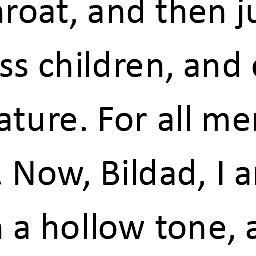 hroat, and then ju
ss children, and
ature. For all me
. Now, Bildad, I a
a hollow tone, a